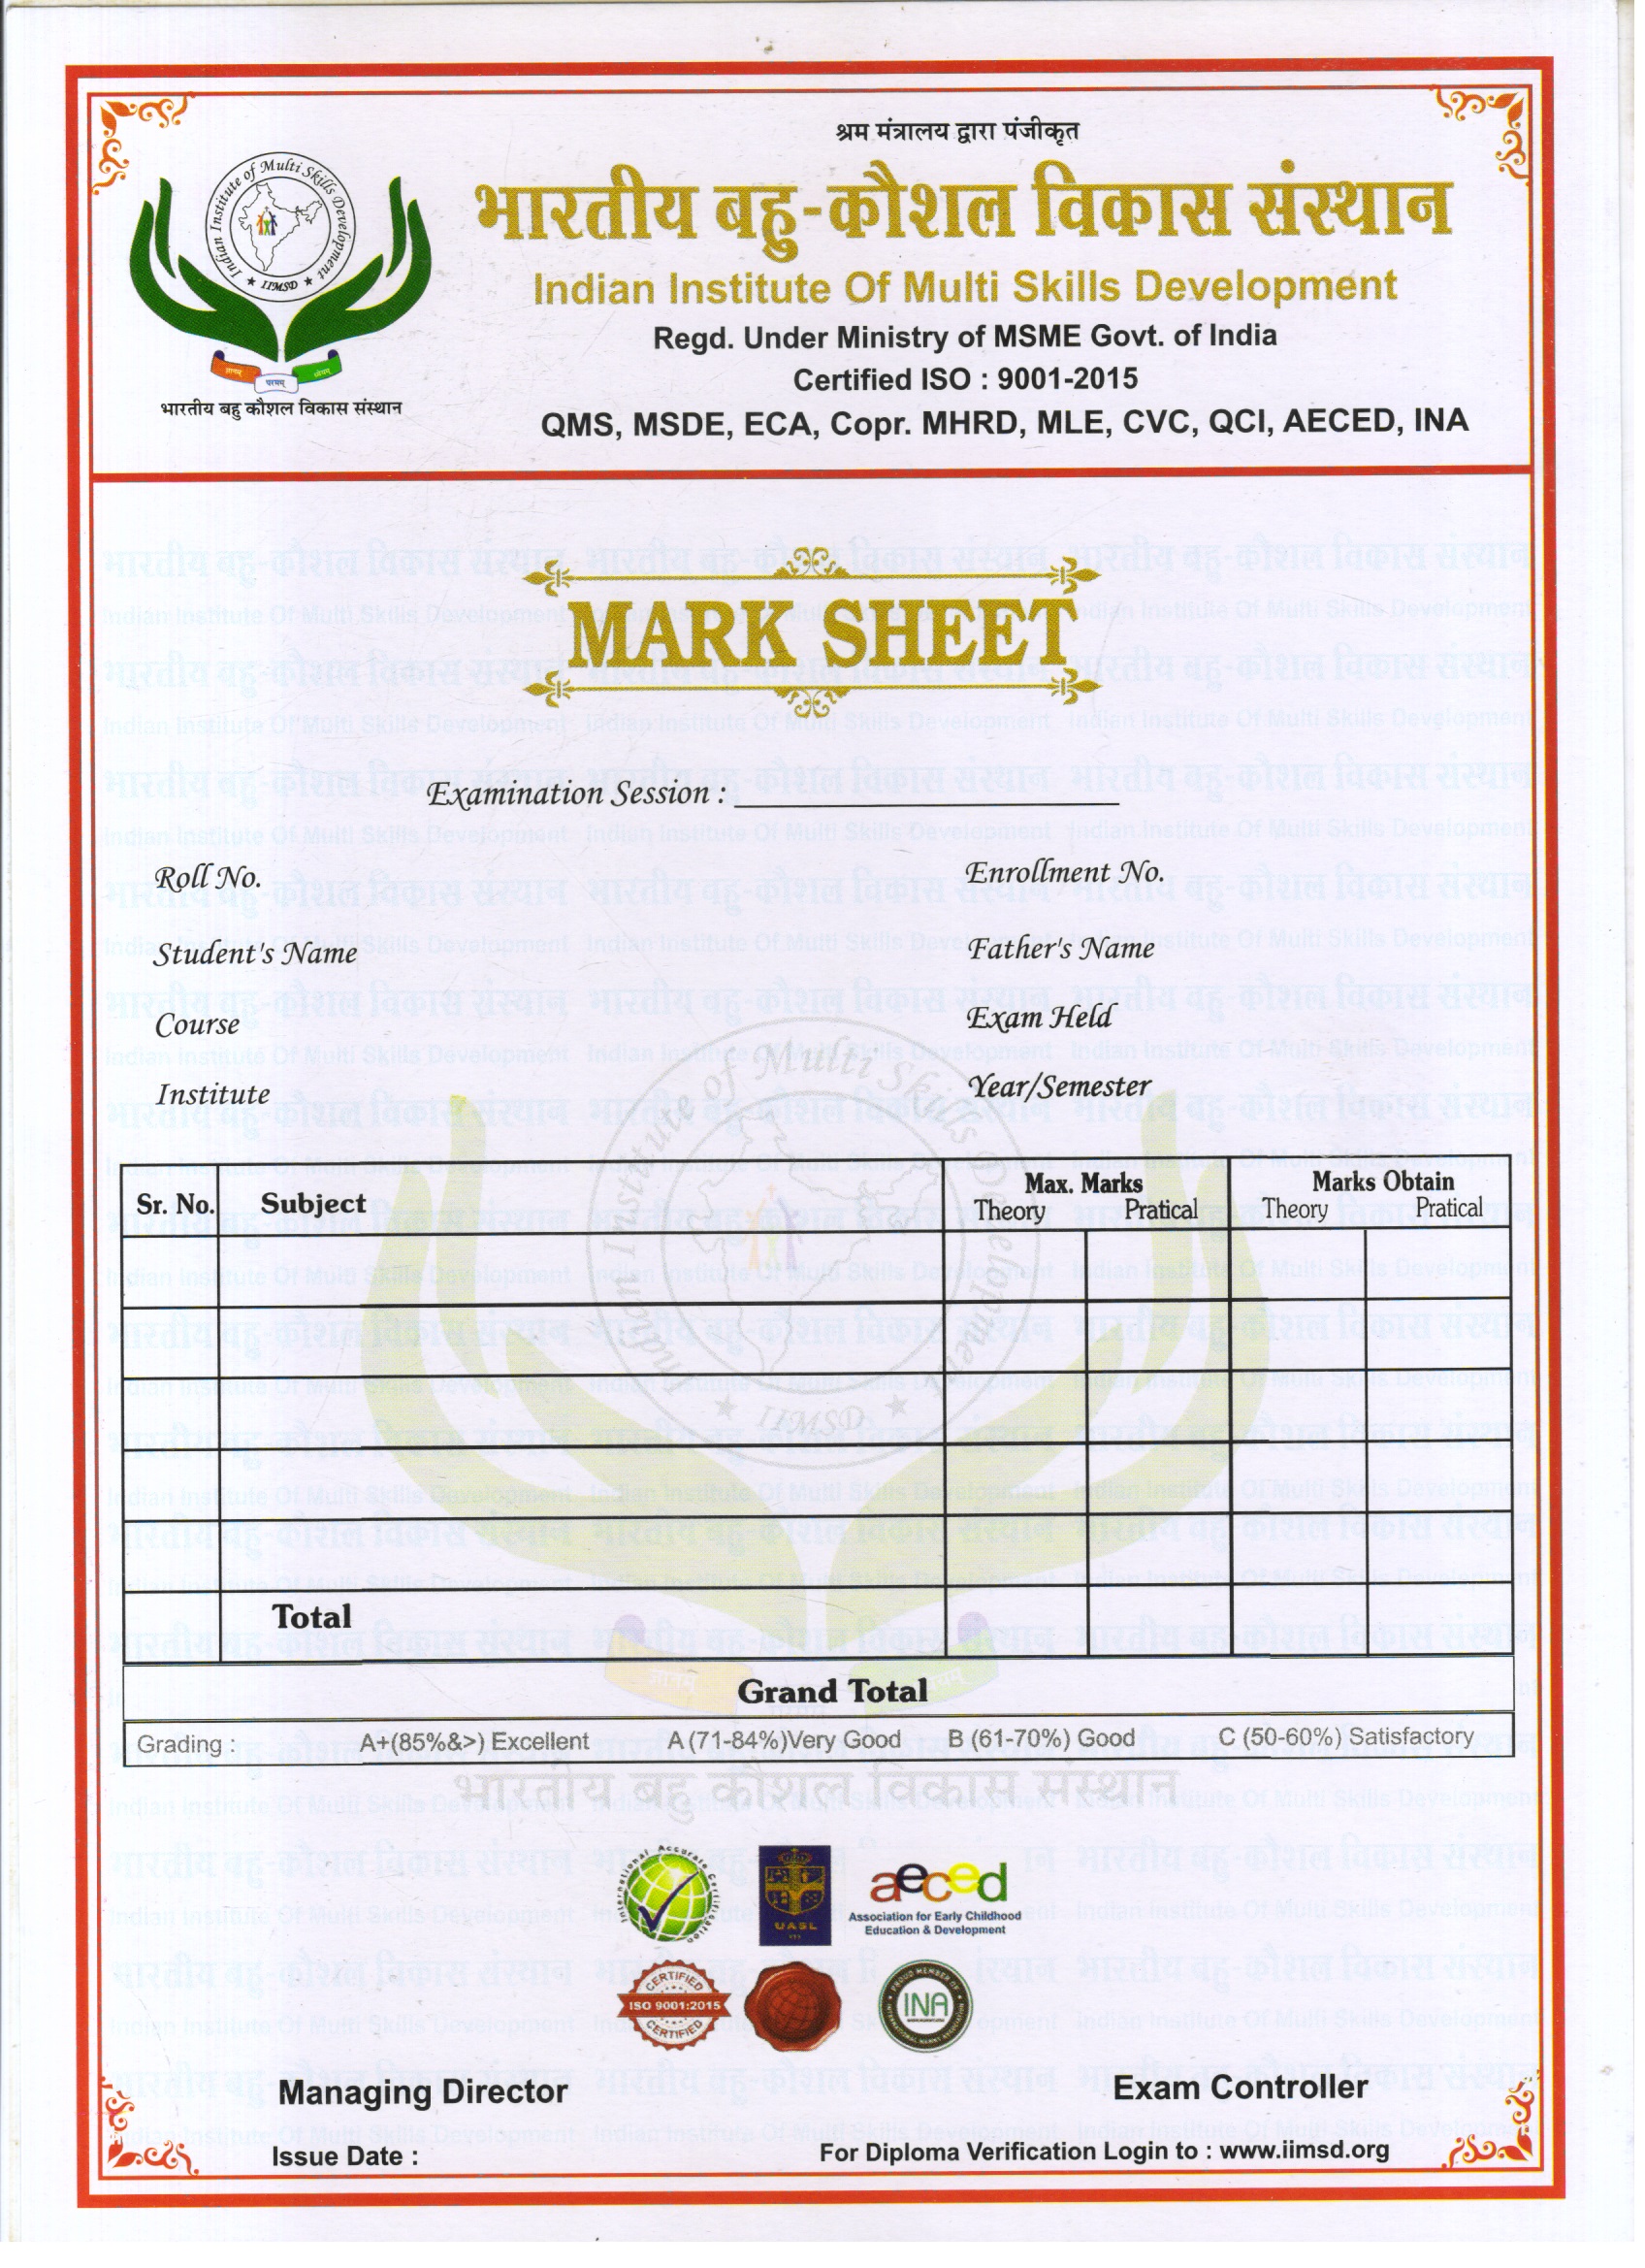 श्रम मंत्रालय द्वारा पंजीकृत
भारतीय बहु-कौशल विकास संस्थान
Indian Institute Of Multi Skills Development
Regd. Under Ministry of MSME Govt. of India
Certified ISO : 9001-2015
QMS, MSDE, ECA, Copr. MHRD, MLE, CVC, QCI, AECED, INA
Indian Institute of Multi Skills Development
★ IIMSD ★
परमम्
भारतीय बहु कौशल विकास संस्थान
MARK SHEET
Examination Session :
Roll No. Enrollment No.
Student's Name Father's Name
Course Exam Held
Institute Year/Semester
Sr. No. Subject Max. Marks Marks Obtain
Theory Pratical Theory Pratical
Total
Grand Total
Grading : A+(85%&>) Excellent A (71-84%)Very Good B (61-70%) Good C (50-60%) Satisfactory
भारतीय बहु कौशल विकास संस्थान
UASL
aeced
Association for Early Childhood
Education & Development
CERTIFIED
ISO 9001:2015
CERTIFIED
PROUD MEMBER OF
INA
INTERNATIONAL NANNY ASSOCIATION
Managing Director Exam Controller
Issue Date : For Diploma Verification Login to : www.iimsd.org